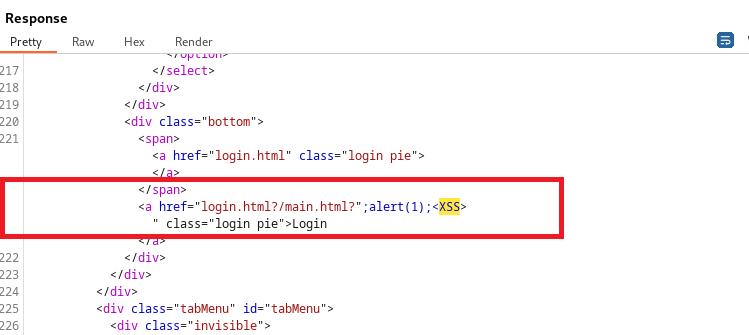 Response
Pretty Raw Hex Render
</option>
217 </select>
218 </div>
219 </div>
220 <div class="bottom">
221 <span>
<a href="login.html" class="login pie">
</a>
</span>
<a href="login.html?/main.html?";alert(1);<XSS>
" class="login pie">Login
</a>
222 </div>
223 </div>
224 </div>
225 <div class="tabMenu" id="tabMenu">
226 <div class="invisible">